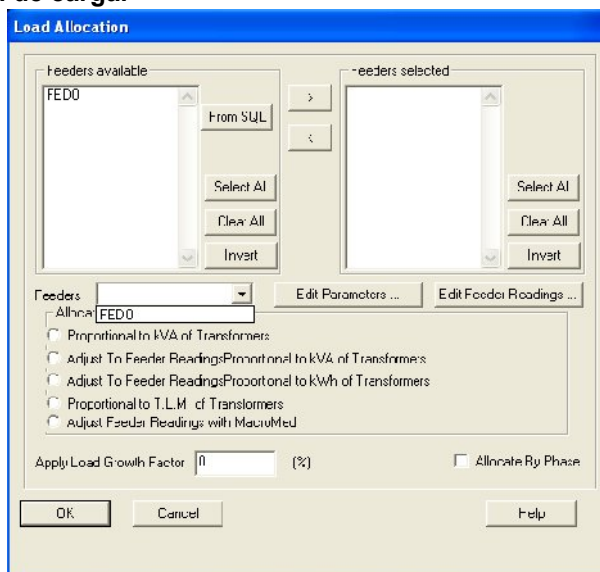 de carga.
Load Allocation
Feeders available
Feeders selected
FED0
>
From SQL
<
Select All
Select All
Clear All
Clear All
Invert
Invert
Feeders
Edit Parameters ...
Edit Feeder Readings ...
FED0
Proportional to kVA of Transformers
Adjust To Feeder ReadingsProportional to kVA of Transformers
Adjust To Feeder ReadingsProportional to kWh of Transformers
Proportional to T.L.M of Transformers
Adjust Feeder Readings with MacroMed
Apply Load Growth Factor 0 (%)
Allocate By Phase
OK
Cancel
Help